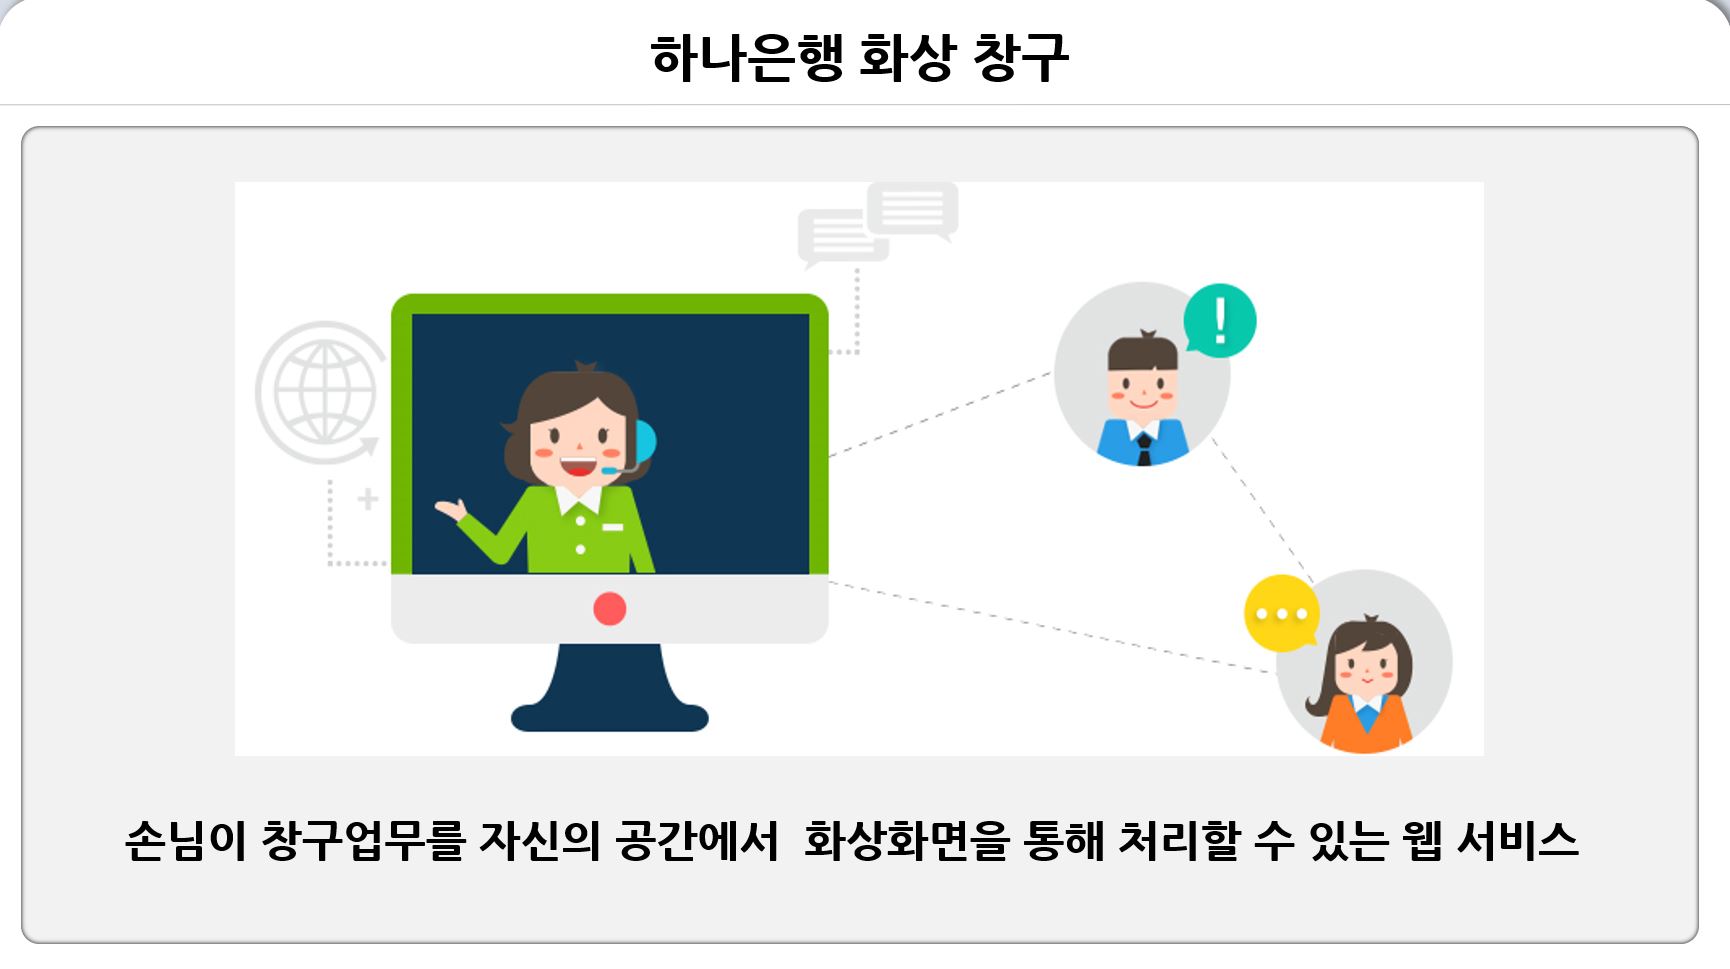 하나은행 화상 창구
!
손님이 창구업무를 자신의 공간에서 화상화면을 통해 처리할 수 있는 웹 서비스